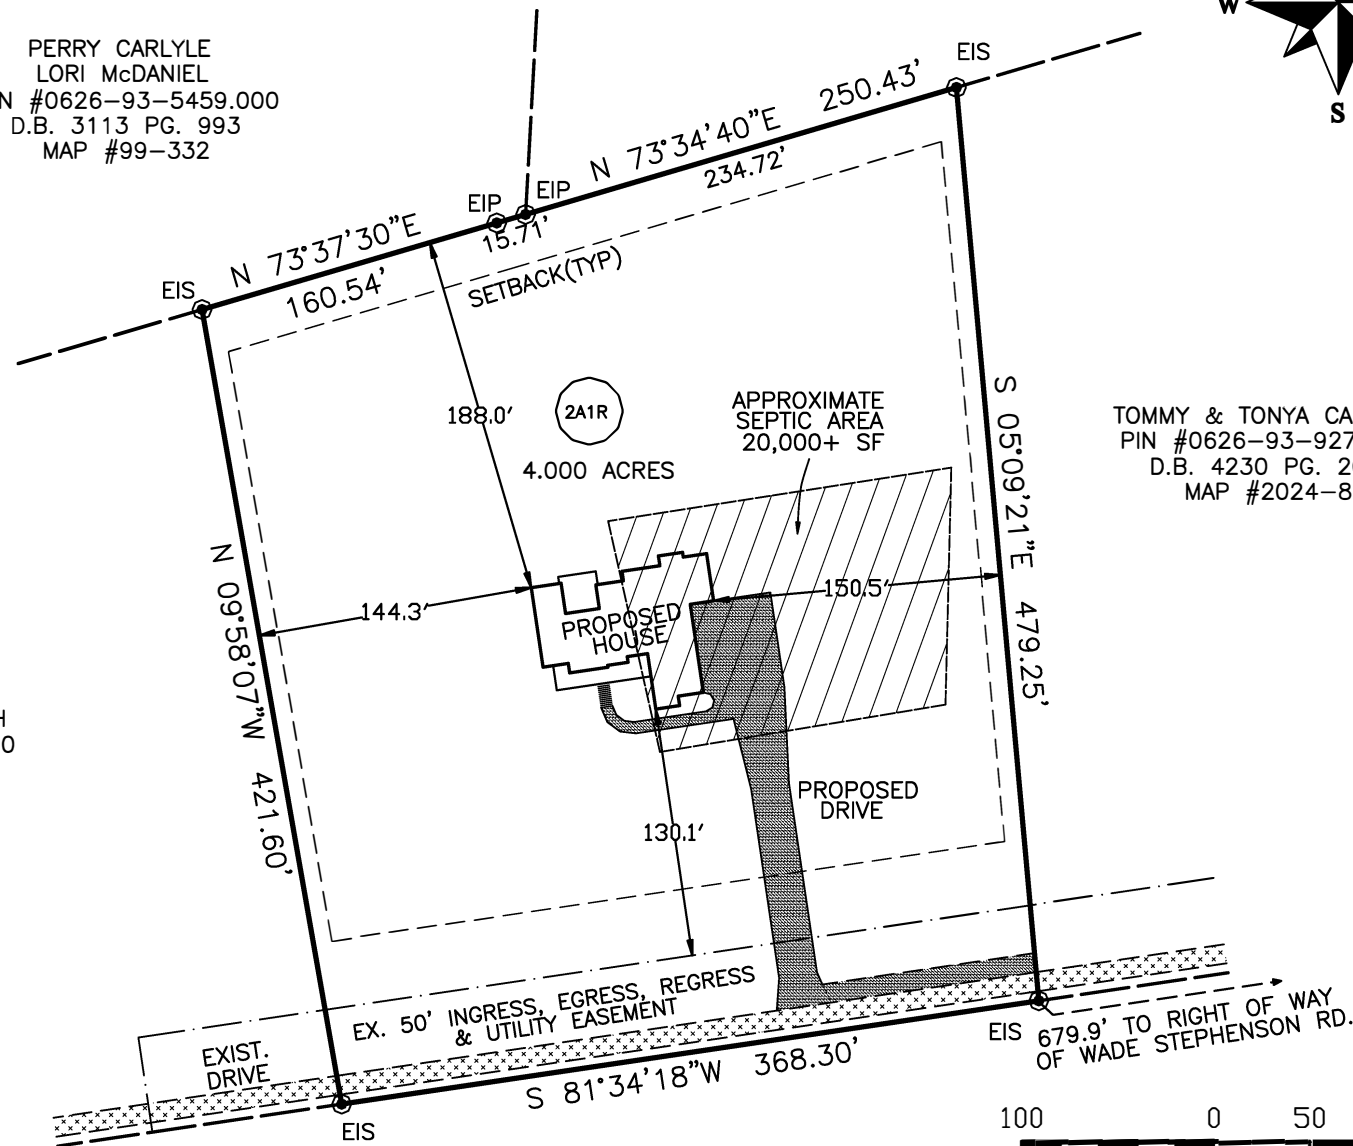 PERRY CARLYLE
LORI McDANIEL
N #0626-93-5459.000
D.B. 3113 PG. 993
MAP #99-332
W
S
EIS
N 73°34'40"E 250.43'
234.72'
EIP
EIP
15.71'
N 73°37'30"E
160.54'
EIS
SETBACK(TYP)
188.0'
2A1R
4.000 ACRES
APPROXIMATE
SEPTIC AREA
20,000+ SF
S 05°09'21"E 479.25'
TOMMY & TONYA CA
PIN #0626-93-927
D.B. 4230 PG. 2
MAP #2024-8
N 09°58'07"W 421.60'
144.3'
150.5'
PROPOSED
HOUSE
H
0
PROPOSED
DRIVE
130.1'
EX. 50' INGRESS, EGRESS, REGRESS
& UTILITY EASEMENT
EXIST.
DRIVE
S 81°34'18"W 368.30'
EIS
EIS
679.9' TO RIGHT OF WAY
OF WADE STEPHENSON RD.
100 0 50